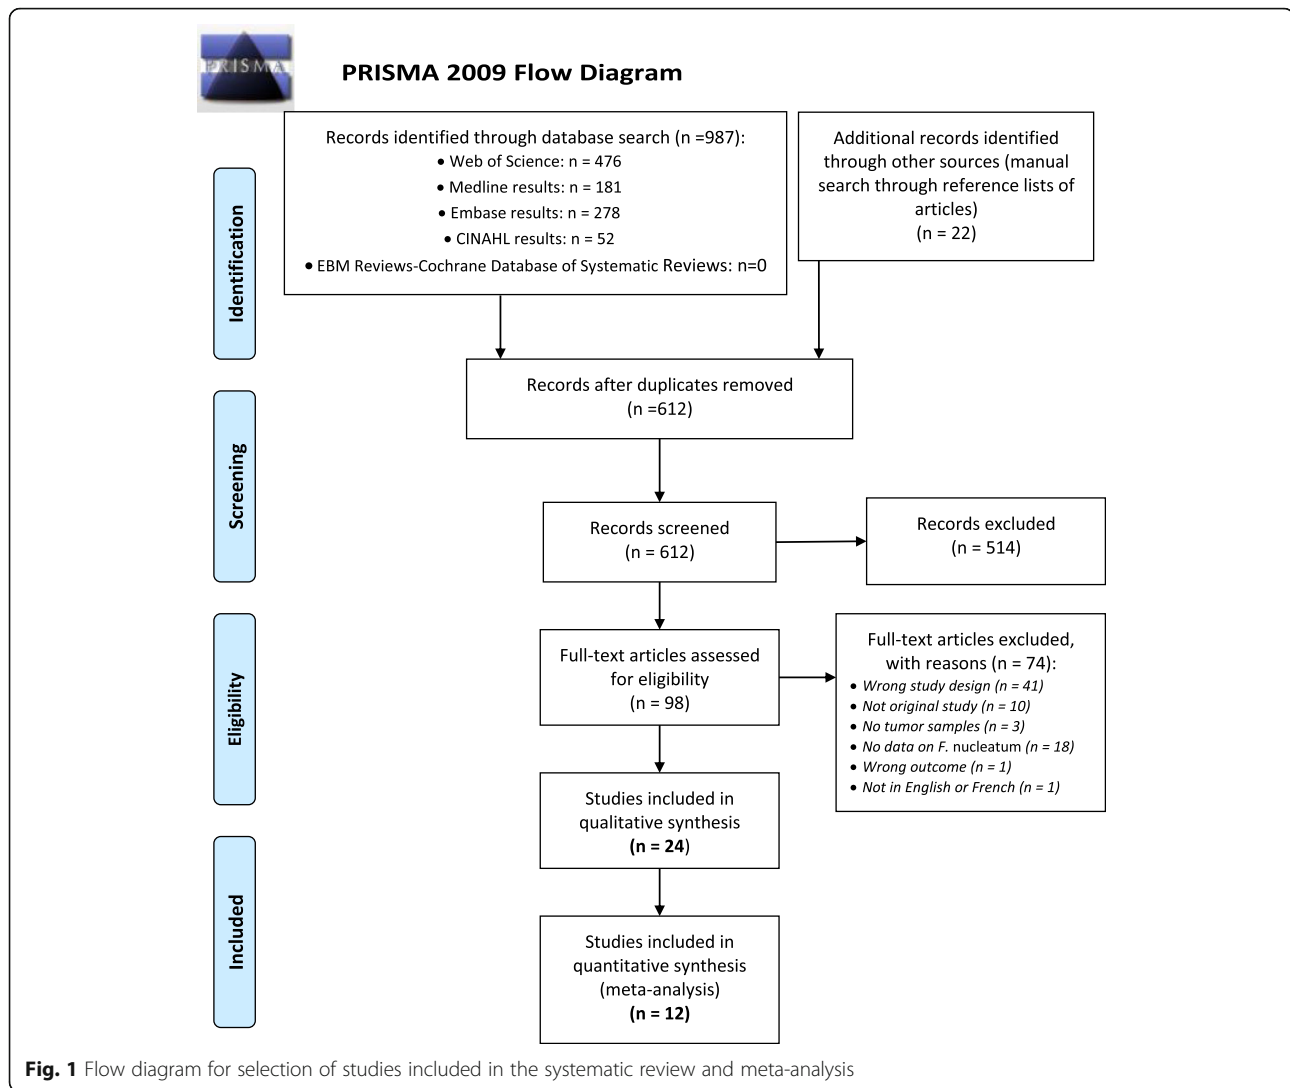 PRISMA
PRISMA 2009 Flow Diagram
Records identified through database search (n =987):
• Web of Science: n = 476
• Medline results: n = 181
• Embase results: n = 278
• CINAHL results: n = 52
• EBM Reviews-Cochrane Database of Systematic Reviews: n=0
Additional records identified
through other sources (manual
search through reference lists of
articles)
(n = 22)
Identification
Records after duplicates removed
(n =612)
Screening
Records screened
(n = 612)
Records excluded
(n = 514)
Eligibility
Full-text articles assessed
for eligibility
(n = 98)
Full-text articles excluded,
with reasons (n = 74):
• Wrong study design (n = 41)
• Not original study (n = 10)
• No tumor samples (n = 3)
• No data on F. nucleatum (n = 18)
• Wrong outcome (n = 1)
• Not in English or French (n = 1)
Studies included in
qualitative synthesis
(n = 24)
Included
Studies included in
quantitative synthesis
(meta-analysis)
(n = 12)
Fig. 1 Flow diagram for selection of studies included in the systematic review and meta-analysis